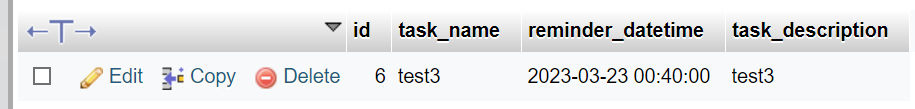 id task_name reminder_datetime task_description
Edit Copy Delete 6 test3 2023-03-23 00:40:00 test3